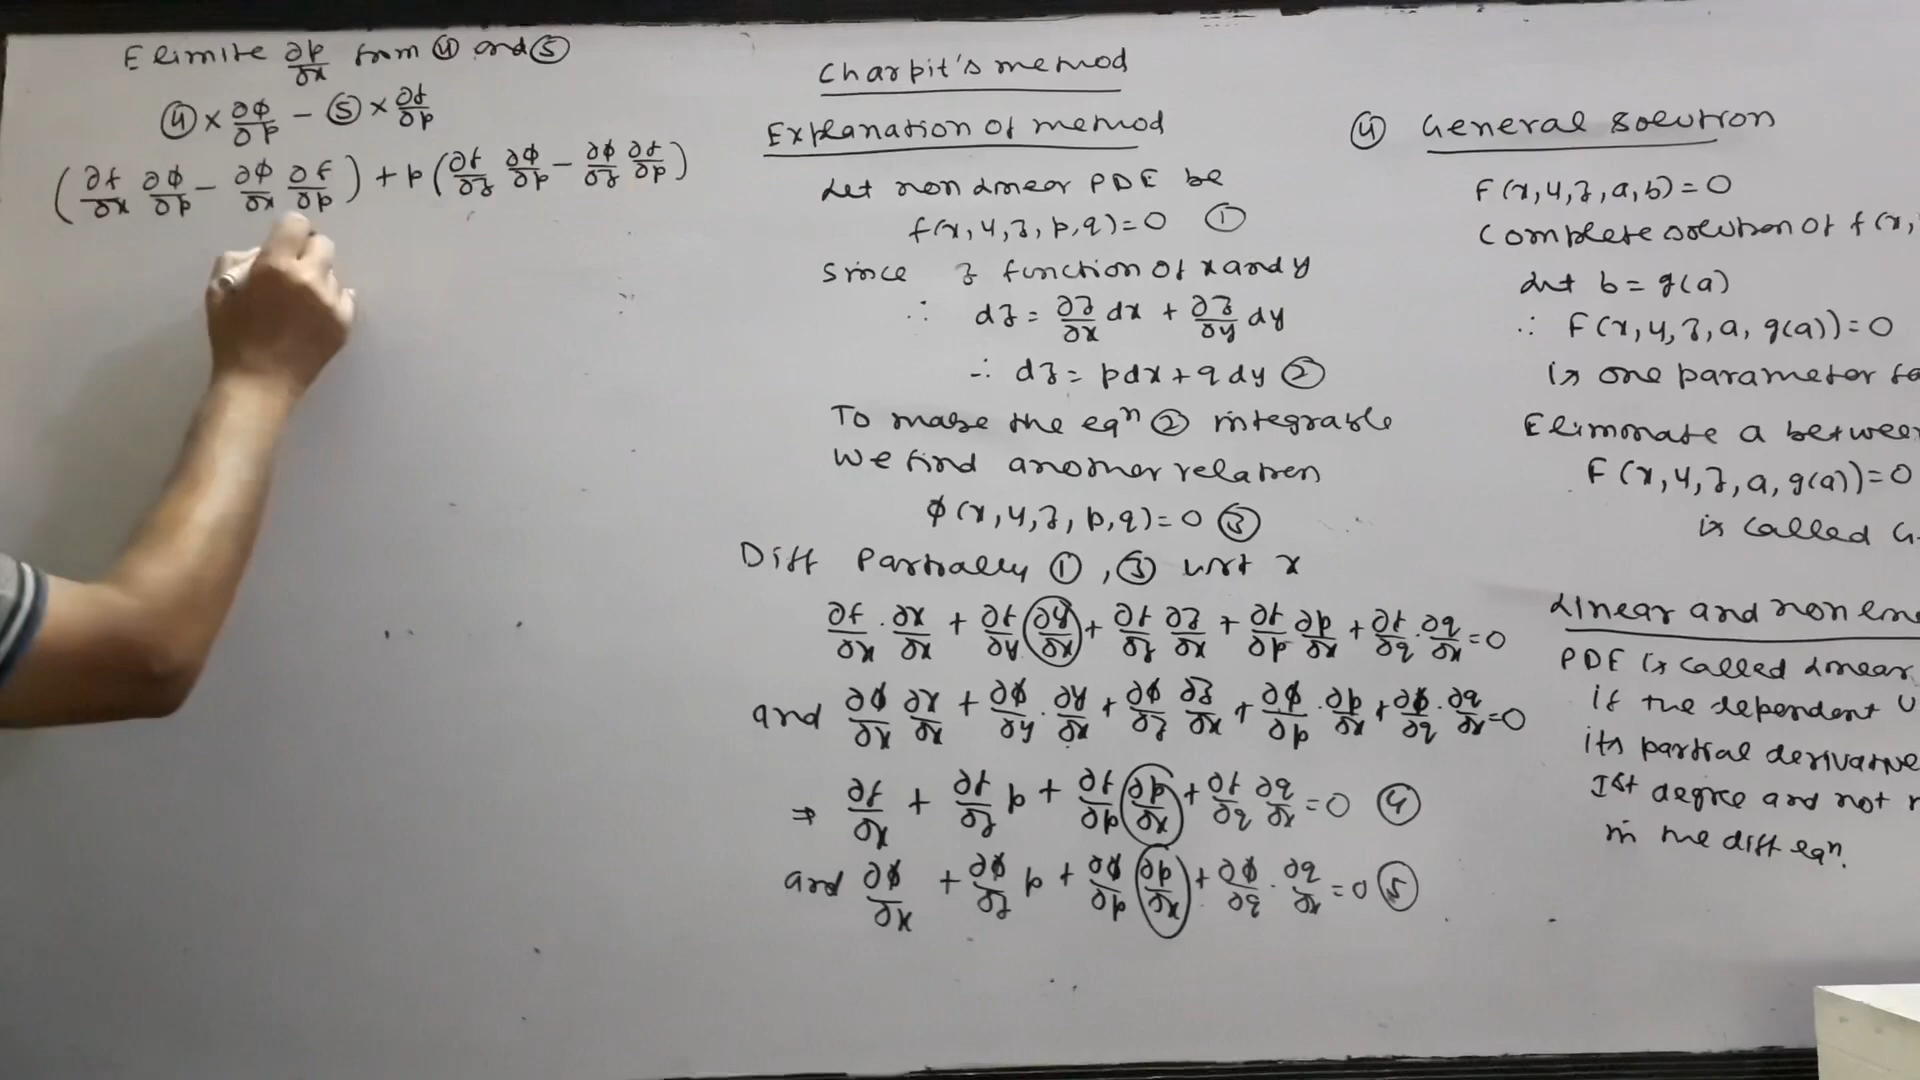 Elimite ∂p/∂x from ④ and ⑤
④ × ∂φ/∂p − ⑤ × ∂f/∂p
(∂f/∂x ∂φ/∂p − ∂φ/∂x ∂f/∂p) + p(∂f/∂z ∂φ/∂p − ∂φ/∂z ∂f/∂p)
Charpit's method
Explanation of method
Let non linear PDE be
f(x,y,z,p,q)=0 ①
Since z function of x and y
∴ dz = ∂z/∂x dx + ∂z/∂y dy
∴ dz = pdx + q dy ②
To make the eqⁿ ② integrable
We find another relation
φ(x,y,z,p,q)=0 ③
Diff Partially ①, ③ wrt x
∂f/∂x · ∂x/∂x + ∂f/∂y ∂y/∂x + ∂f/∂z ∂z/∂x + ∂f/∂p ∂p/∂x + ∂f/∂q · ∂q/∂x = 0
and ∂φ/∂x ∂x/∂x + ∂φ/∂y · ∂y/∂x + ∂φ/∂z ∂z/∂x + ∂φ/∂p · ∂p/∂x + ∂φ/∂q · ∂q/∂x = 0
⇒ ∂f/∂x + ∂f/∂z p + ∂f/∂p ∂p/∂x + ∂f/∂q ∂q/∂x = 0 ④
and ∂φ/∂x + ∂φ/∂z p + ∂φ/∂p ∂p/∂x + ∂φ/∂q · ∂q/∂x = 0 ⑤
④ General solution
F(x,y,z,a,b)=0
Complete solution of f(x,
Let b = g(a)
∴ F(x,y,z,a,g(a))=0
is one parameter fa
Eliminate a between
F(x,y,z,a,g(a))=0
is called G.
Linear and non line
PDE is called linear
if the dependent
its partial derivative
Ist degree and not
in the diff eqⁿ.